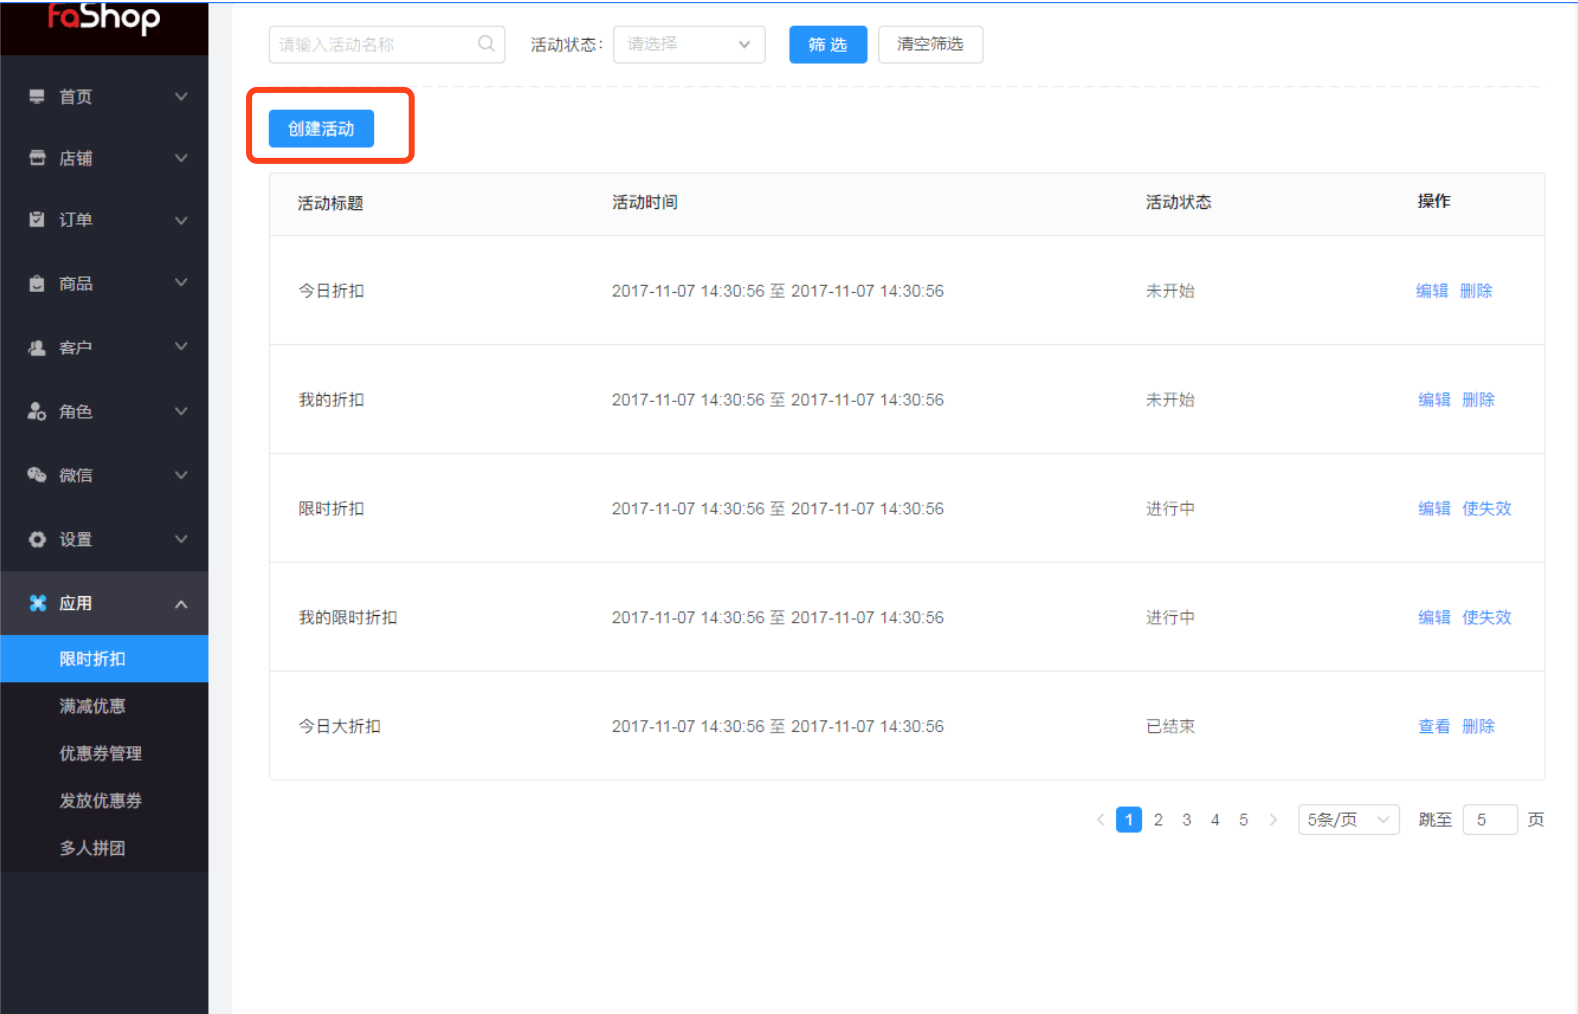 FaShop
请输入活动名称 活动状态： 请选择 筛 选 清空筛选
首页
创建活动
店铺
活动标题 活动时间 活动状态 操作
订单
商品
今日折扣 2017-11-07 14:30:56 至 2017-11-07 14:30:56 未开始 编辑 删除
客户
我的折扣 2017-11-07 14:30:56 至 2017-11-07 14:30:56 未开始 编辑 删除
角色
微信
限时折扣 2017-11-07 14:30:56 至 2017-11-07 14:30:56 进行中 编辑 使失效
设置
应用
我的限时折扣 2017-11-07 14:30:56 至 2017-11-07 14:30:56 进行中 编辑 使失效
限时折扣
满减优惠
今日大折扣 2017-11-07 14:30:56 至 2017-11-07 14:30:56 已结束 查看 删除
优惠券管理
发放优惠券
1 2 3 4 5 5条/页 跳至 5 页
多人拼团